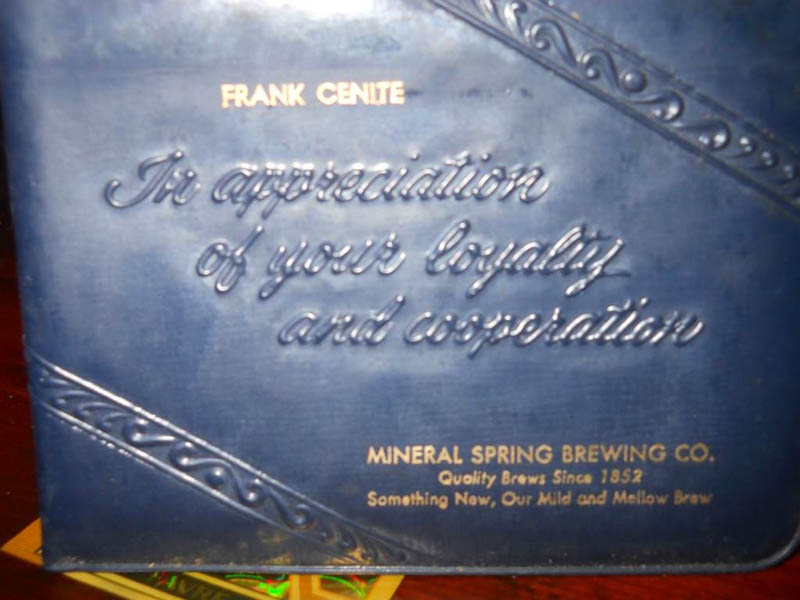 FRANK CENITE
In appreciation
of your loyalty
and cooperation
MINERAL SPRING BREWING CO.
Quality Brews Since 1852
Something New, Our Mild and Mellow Brew